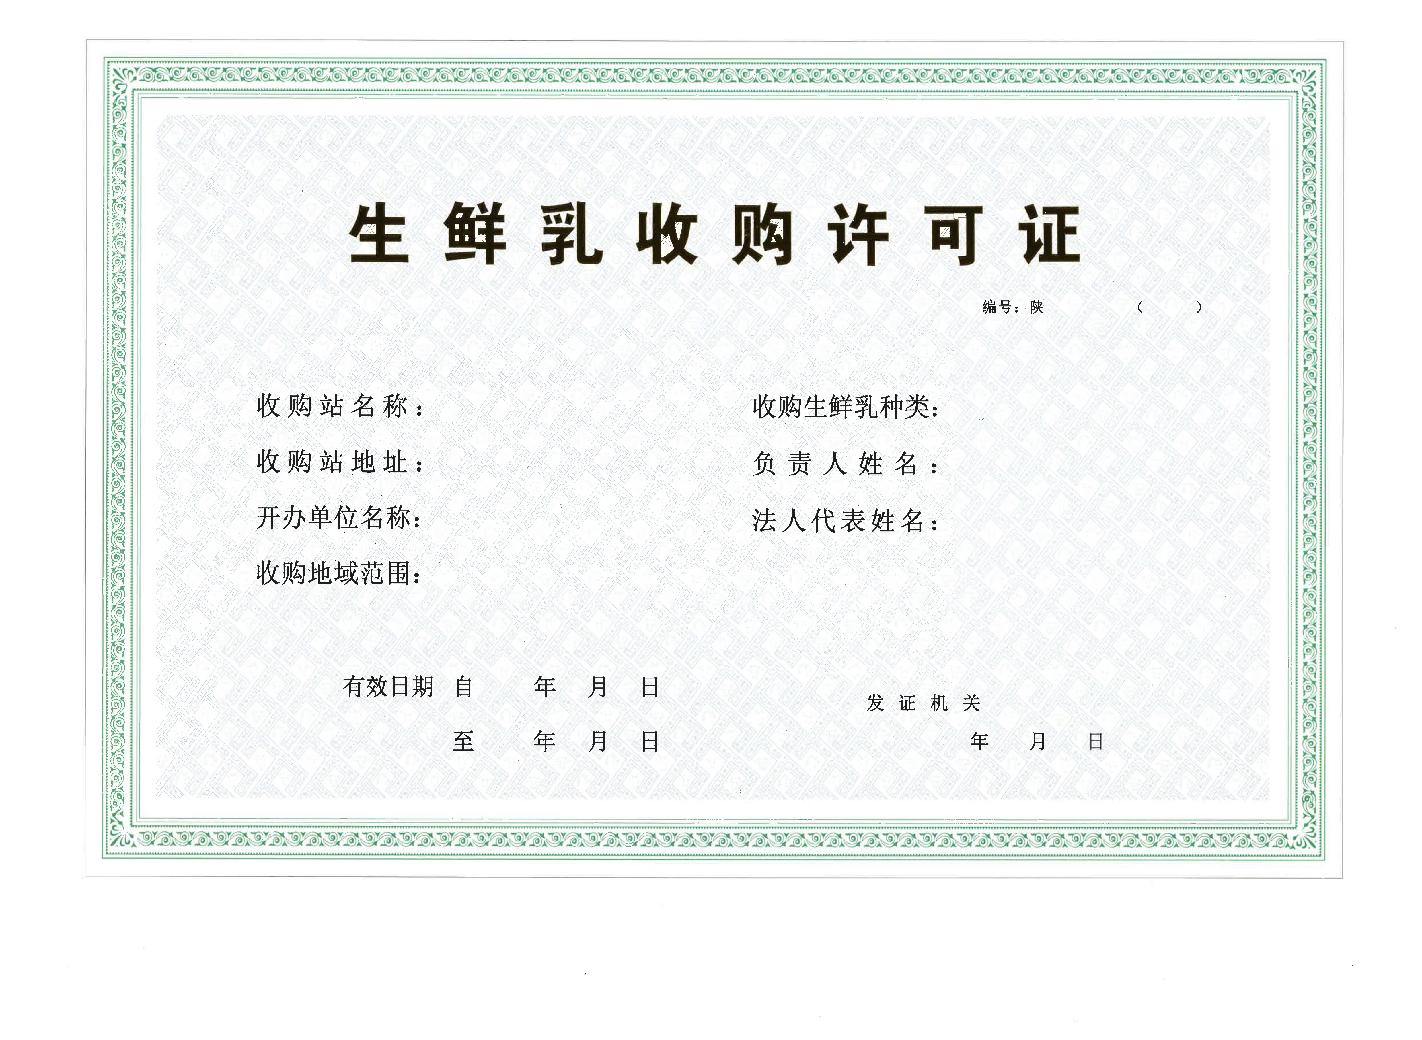 生鲜乳收购许可证
编号：陕 （ ）
收购站名称：
收购生鲜乳种类：
收购站地址：
负责人姓名：
开办单位名称：
法人代表姓名：
收购地域范围：
有效日期 自 年 月 日
发证机关
至 年 月 日
年 月 日